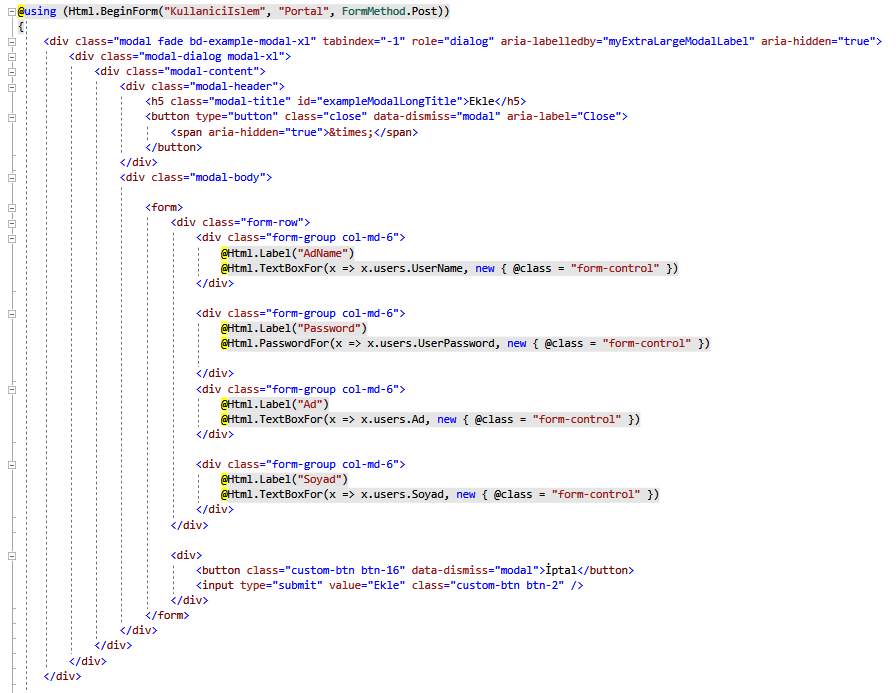 @using (Html.BeginForm("KullaniciIslem", "Portal", FormMethod.Post))
{
    <div class="modal fade bd-example-modal-xl" tabindex="-1" role="dialog" aria-labelledby="myExtraLargeModalLabel" aria-hidden="true">
        <div class="modal-dialog modal-xl">
            <div class="modal-content">
                <div class="modal-header">
                    <h5 class="modal-title" id="exampleModalLongTitle">Ekle</h5>
                    <button type="button" class="close" data-dismiss="modal" aria-label="Close">
                        <span aria-hidden="true">&times;</span>
                    </button>
                </div>
                <div class="modal-body">
                    <form>
                        <div class="form-row">
                            <div class="form-group col-md-6">
                                @Html.Label("AdName")
                                @Html.TextBoxFor(x => x.users.UserName, new { @class = "form-control" })
                            </div>
                            <div class="form-group col-md-6">
                                @Html.Label("Password")
                                @Html.PasswordFor(x => x.users.UserPassword, new { @class = "form-control" })
                            </div>
                            <div class="form-group col-md-6">
                                @Html.Label("Ad")
                                @Html.TextBoxFor(x => x.users.Ad, new { @class = "form-control" })
                            </div>
                            <div class="form-group col-md-6">
                                @Html.Label("Soyad")
                                @Html.TextBoxFor(x => x.users.Soyad, new { @class = "form-control" })
                            </div>
                        </div>
                        <div>
                            <button class="custom-btn btn-16" data-dismiss="modal">İptal</button>
                            <input type="submit" value="Ekle" class="custom-btn btn-2" />
                        </div>
                    </form>
                </div>
            </div>
        </div>
    </div>